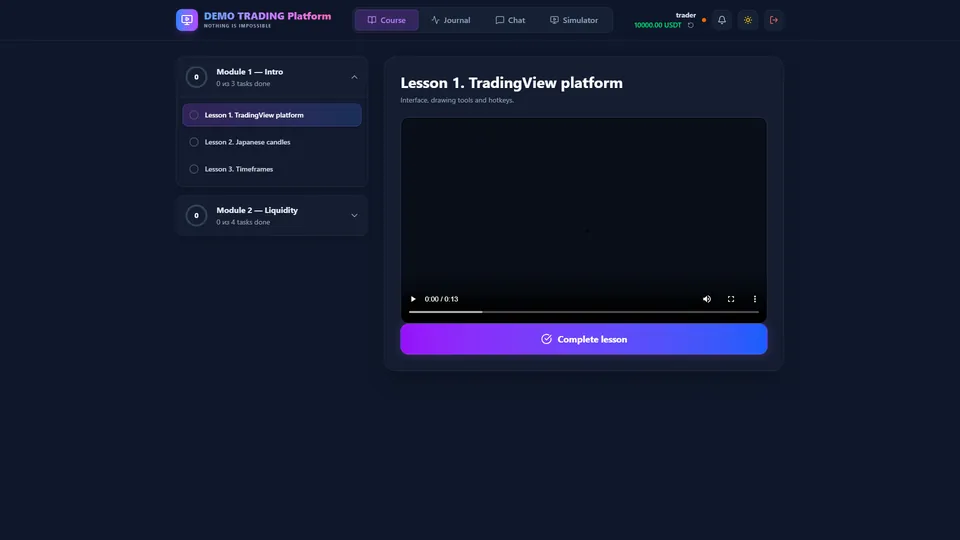 DEMO TRADING Platform
NOTHING IS IMPOSSIBLE
Course
Journal
Chat
Simulator
trader
10000.00 USDT
0
Module 1 — Intro
0 из 3 tasks done
Lesson 1. TradingView platform
Lesson 2. Japanese candles
Lesson 3. Timeframes
0
Module 2 — Liquidity
0 из 4 tasks done
Lesson 1. TradingView platform
Interface, drawing tools and hotkeys.
0:00 / 0:13
Complete lesson